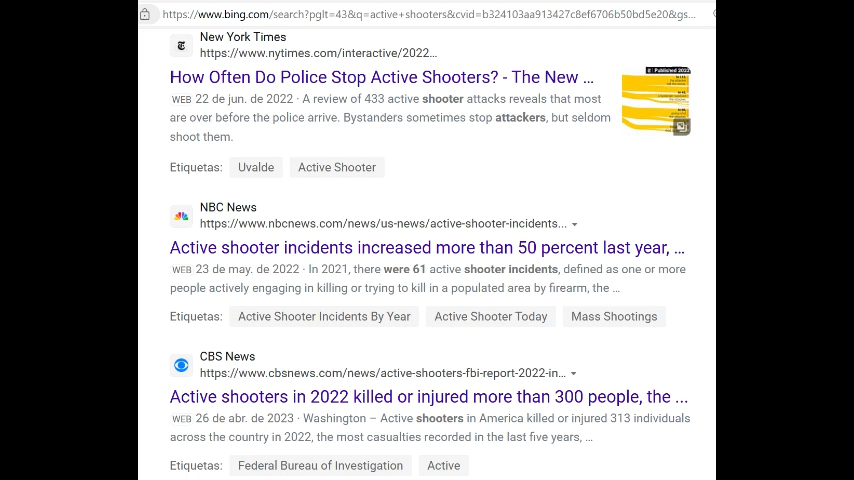 https://www.bing.com/search?pglt=43&q=active+shooters&cvid=b324103aa913427c8ef6706b50bd5e20&gs...
New York Times
https://www.nytimes.com/interactive/2022...
How Often Do Police Stop Active Shooters? - The New ...
WEB 22 de jun. de 2022 · A review of 433 active shooter attacks reveals that most
are over before the police arrive. Bystanders sometimes stop attackers, but seldom
shoot them.
Published 2022
Etiquetas: Uvalde Active Shooter
NBC News
https://www.nbcnews.com/news/us-news/active-shooter-incidents...
Active shooter incidents increased more than 50 percent last year, ...
WEB 23 de may. de 2022 · In 2021, there were 61 active shooter incidents, defined as one or more
people actively engaging in killing or trying to kill in a populated area by firearm, the ...
Etiquetas: Active Shooter Incidents By Year Active Shooter Today Mass Shootings
CBS News
https://www.cbsnews.com/news/active-shooters-fbi-report-2022-in...
Active shooters in 2022 killed or injured more than 300 people, the ...
WEB 26 de abr. de 2023 · Washington – Active shooters in America killed or injured 313 individuals
across the country in 2022, the most casualties recorded in the last five years, ...
Etiquetas: Federal Bureau of Investigation Active